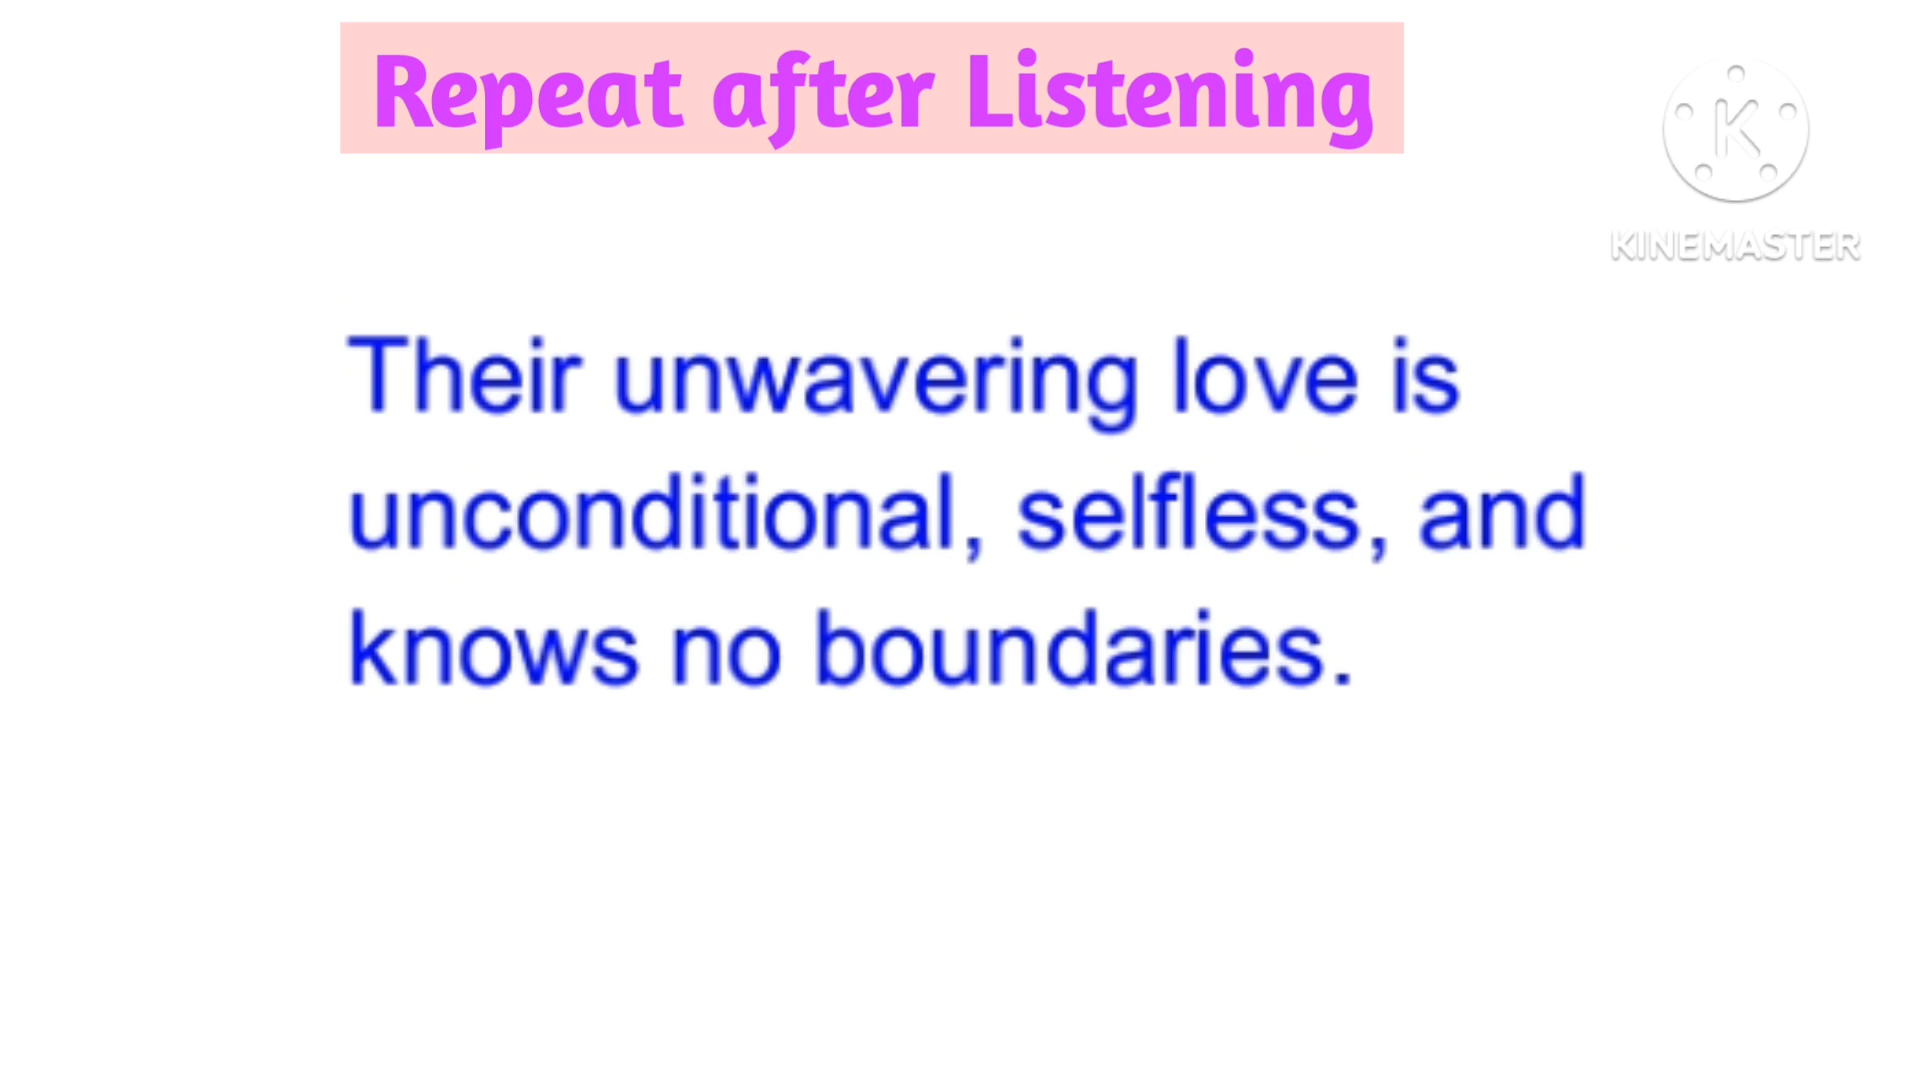 Repeat after Listening
K
KINEMASTER
Their unwavering love is
unconditional, selfless, and
knows no boundaries.